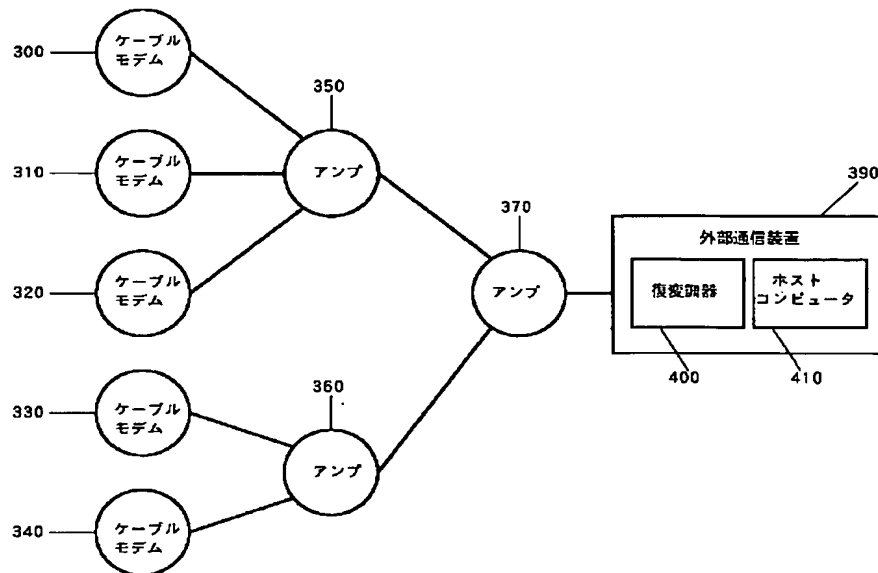 300
ケーブル
モデム
350
310
ケーブル
モデム
アンプ
390
370
外部通信装置
320
ケーブル
モデム
アンプ
復変調器
ホスト
コンピュータ
360
400
410
330
ケーブル
モデム
アンプ
340
ケーブル
モデム